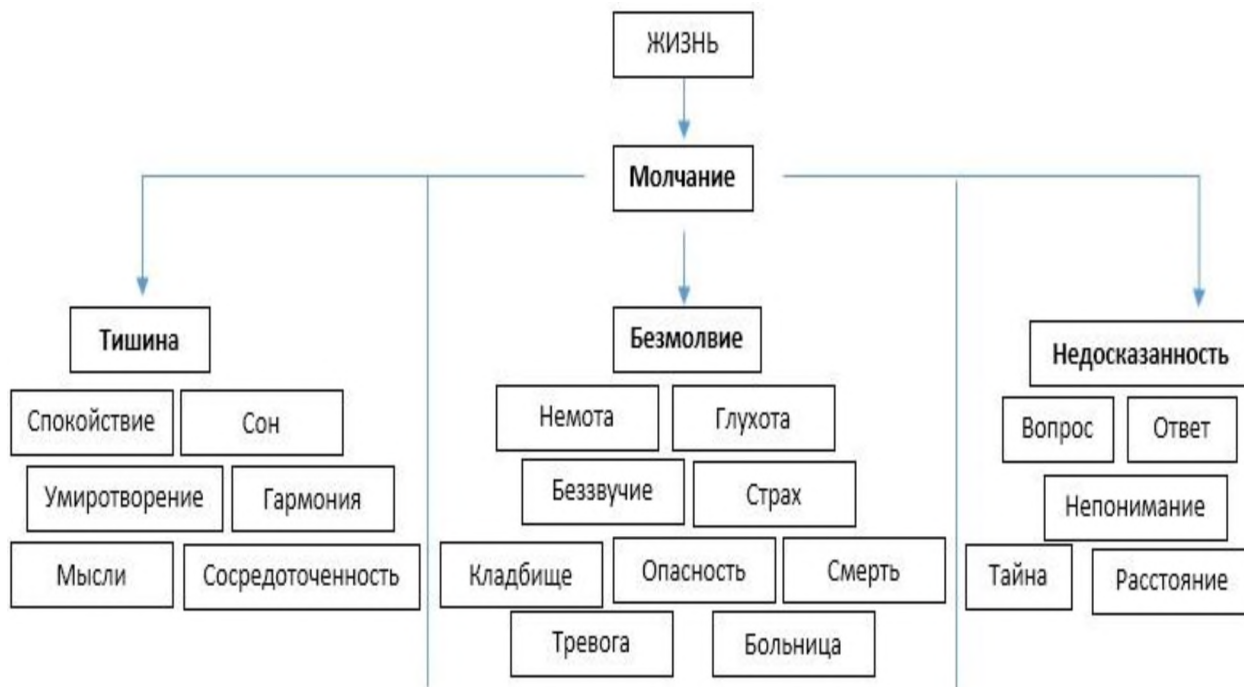 ЖИЗНЬ
Молчание
Тишина
Спокойствие
Сон
Умиротворение
Гармония
Мысли
Сосредоточенность
Безмолвие
Немота
Глухота
Беззвучие
Страх
Кладбище
Опасность
Смерть
Тревога
Больница
Недосказанность
Вопрос
Ответ
Непонимание
Тайна
Расстояние